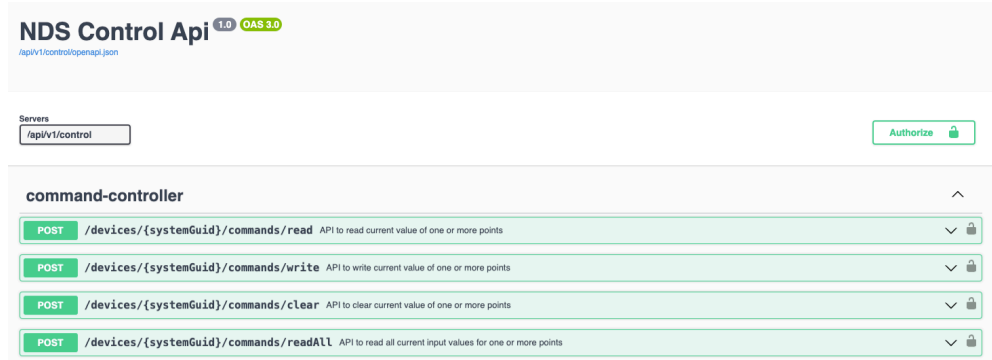 NDS Control Api 1.0 OAS 3.0
/api/v1/control/openapi.json
Servers
/api/v1/control
Authorize
command-controller
POST /devices/{systemGuid}/commands/read API to read current value of one or more points
POST /devices/{systemGuid}/commands/write API to write current value of one or more points
POST /devices/{systemGuid}/commands/clear API to clear current value of one or more points
POST /devices/{systemGuid}/commands/readAll API to read all current input values for one or more points